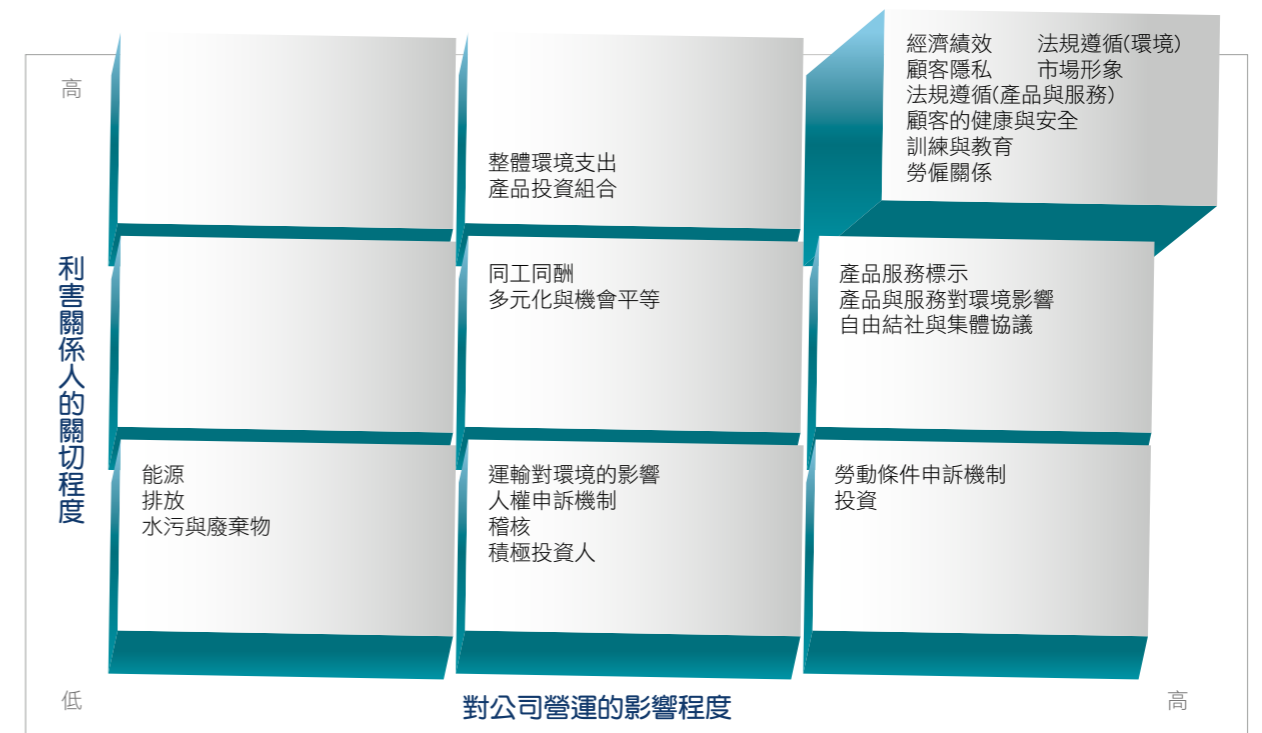 高
利害關係人的關切程度
低
整體環境支出
產品投資組合
經濟績效 法規遵循(環境)
顧客隱私 市場形象
法規遵循(產品與服務)
顧客的健康與安全
訓練與教育
勞僱關係
同工同酬
多元化與機會平等
產品服務標示
產品與服務對環境影響
自由結社與集體協議
能源
排放
水污與廢棄物
運輸對環境的影響
人權申訴機制
稽核
積極投資人
勞動條件申訴機制
投資
對公司營運的影響程度
高